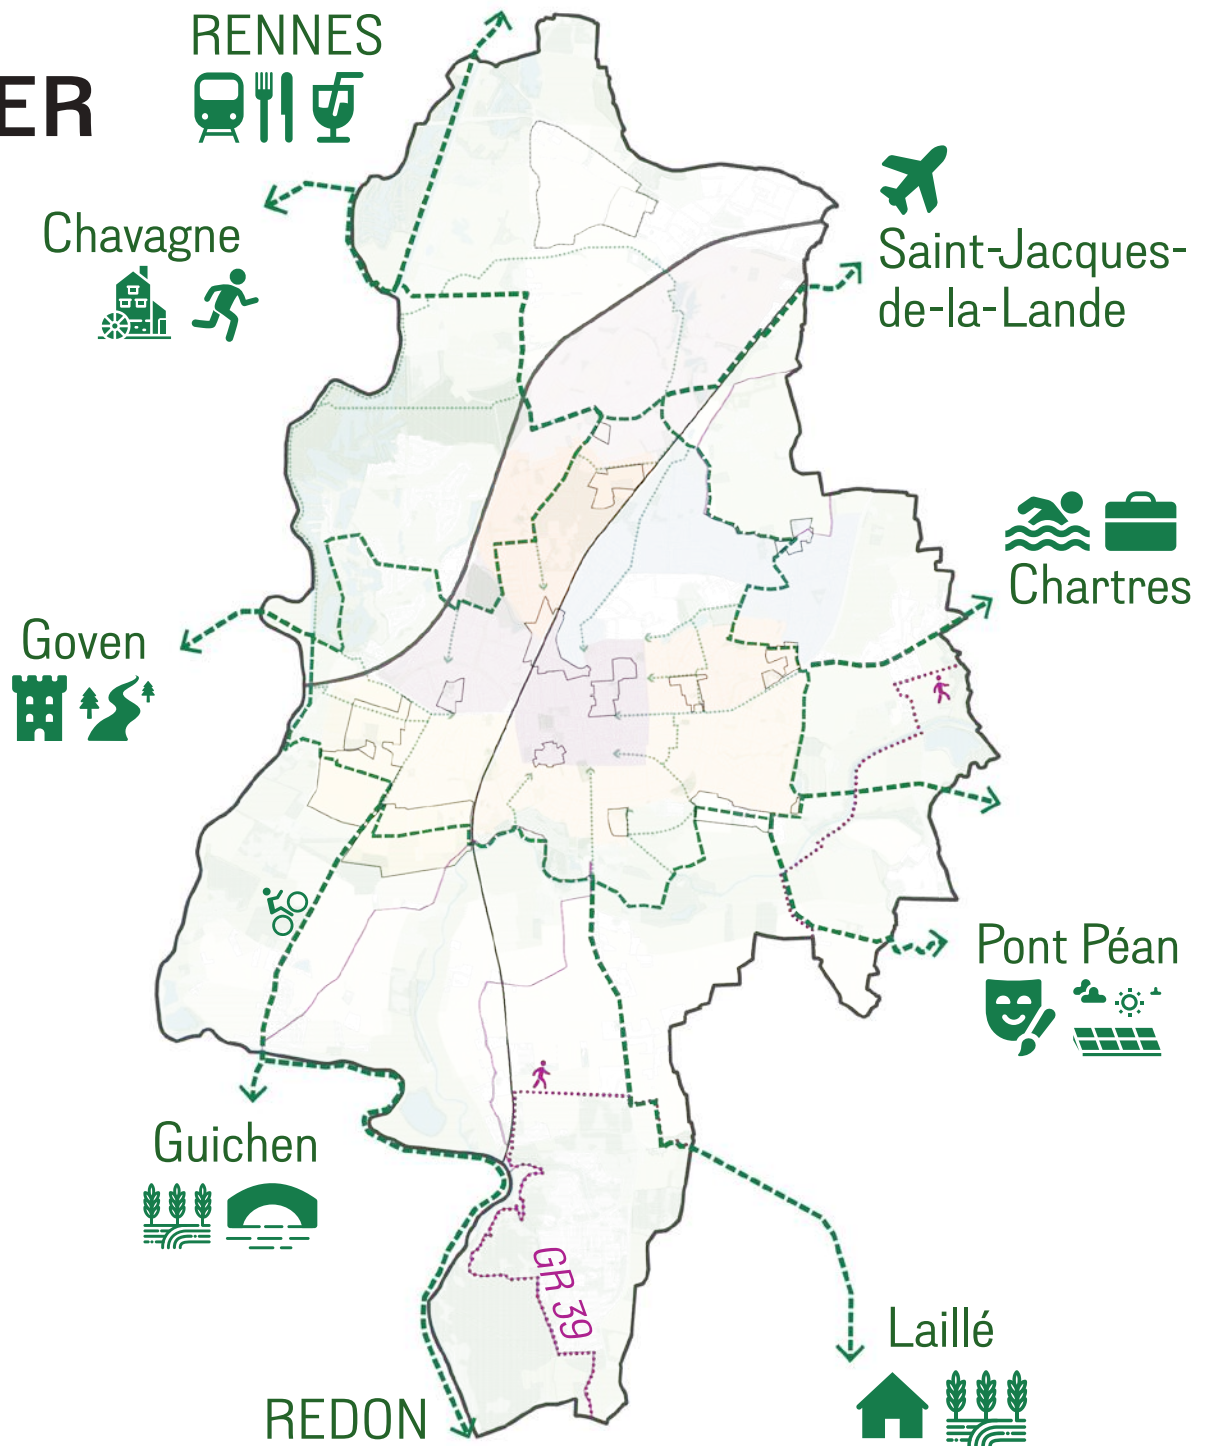 RENNES
ER
Chavagne
Saint-Jacques-
de-la-Lande
Chartres
Goven
Pont Péan
Guichen
GR 39
Laillé
REDON